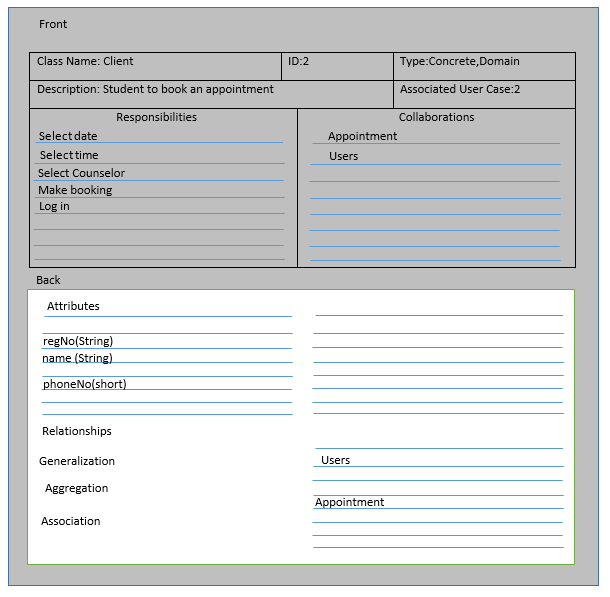 Front
Class Name: Client
ID:2
Type:Concrete,Domain
Description: Student to book an appointment
Associated User Case:2
Responsibilities
Collaborations
Select date
Appointment
Select time
Users
Select Counselor
Make booking
Log in
Back
Attributes
regNo(String)
name (String)
phoneNo(short)
Relationships
Generalization
Users
Aggregation
Appointment
Association